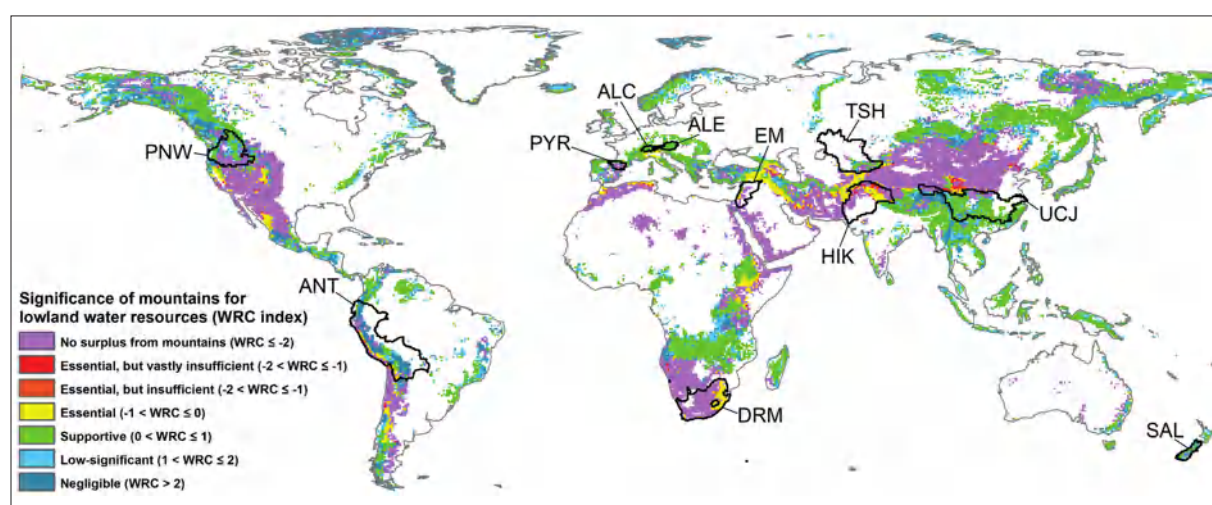 ALC
ALE
TSH
PYR
EM
PNW
UCJ
HIK
ANT
Significance of mountains for
lowland water resources (WRC index)
No surplus from mountains (WRC ≤ -2)
Essential, but vastly insufficient (-2 < WRC ≤ -1)
Essential, but insufficient (-2 < WRC ≤ -1)
Essential (-1 < WRC ≤ 0)
Supportive (0 < WRC ≤ 1)
Low-significant (1 < WRC ≤ 2)
Negligible (WRC > 2)
DRM
SAL